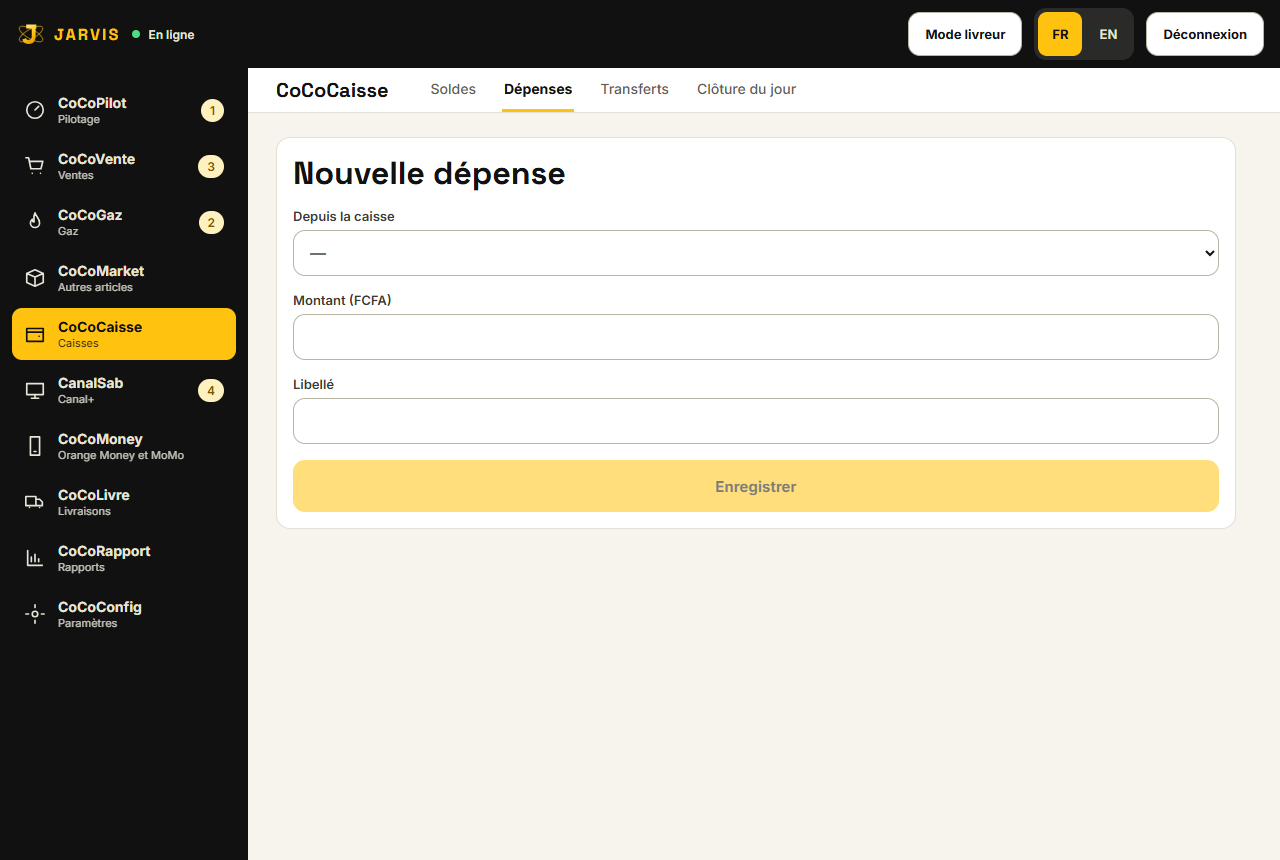 JARVIS
En ligne
Mode livreur
FR
EN
Déconnexion
CoCoPilot
Pilotage
1
CoCoVente
Ventes
3
CoCoGaz
Gaz
2
CoCoMarket
Autres articles
CoCoCaisse
Caisses
CanalSab
Canal+
4
CoCoMoney
Orange Money et MoMo
CoCoLivre
Livraisons
CoCoRapport
Rapports
CoCoConfig
Paramètres
CoCoCaisse
Soldes
Dépenses
Transferts
Clôture du jour
Nouvelle dépense
Depuis la caisse
—
Montant (FCFA)
Libellé
Enregistrer